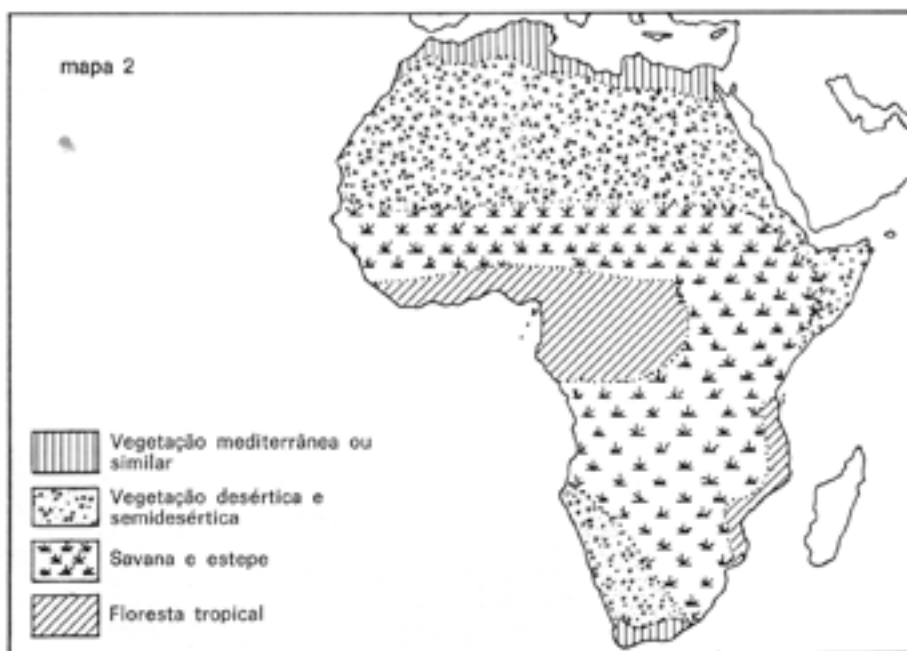 mapa 2
Vegetação mediterrânea ou
similar
Vegetação desértica e
semidesértica
Savana e estepe
Floresta tropical